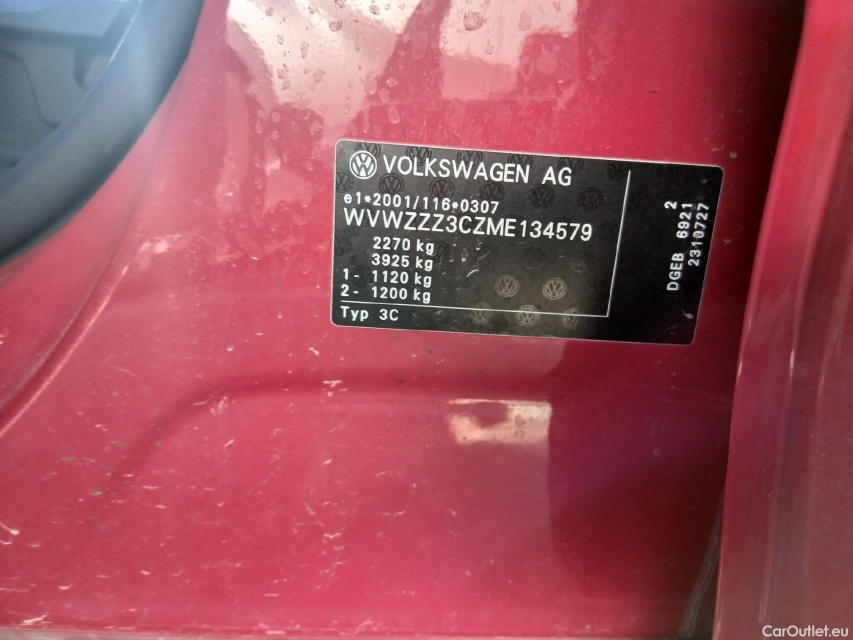 VOLKSWAGEN AG
e1*2001/116*0307
WVWZZZ3CZME134579
2270 kg
3925 kg
1- 1120 kg
2- 1200 kg
Typ 3C
2
DGEB 6921
2310727
CarOutlet.eu